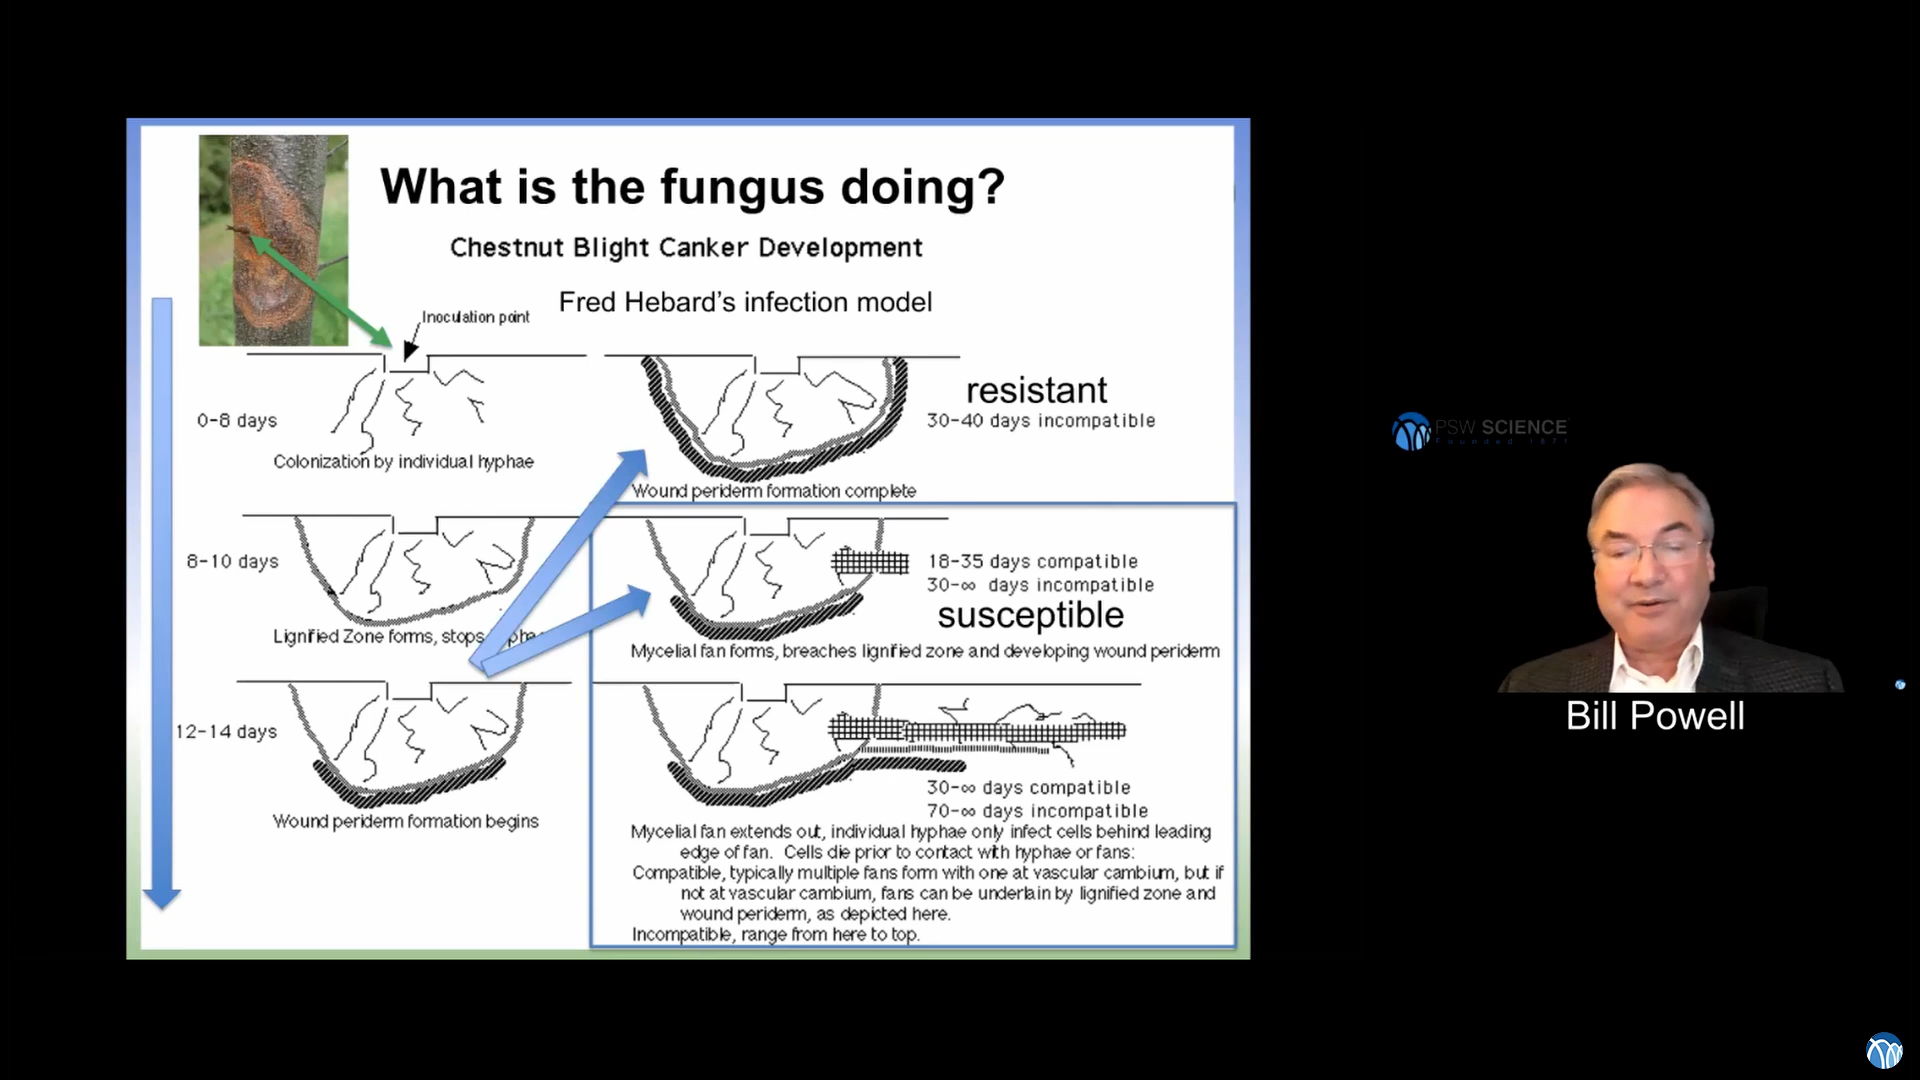 What is the fungus doing?
Chestnut Blight Canker Development
Fred Hebard's infection model
Inoculation point
0-8 days
Colonization by individual hyphae
resistant
30-40 days incompatible
Wound periderm formation complete
8-10 days
Lignified Zone forms, stops
18-35 days compatible
30-∞ days incompatible
susceptible
Mycelial fan forms, breaches lignified zone and developing wound periderm
12-14 days
Wound periderm formation begins
30-∞ days compatible
70-∞ days incompatible
Mycelial fan extends out, individual hyphae only infect cells behind leading
edge of fan. Cells die prior to contact with hyphae or fans:
Compatible, typically multiple fans form with one at vascular cambium, but if
not at vascular cambium, fans can be underlain by lignified zone and
wound periderm, as depicted here.
Incompatible, range from here to top.
PSW SCIENCE
Founded 1871
Bill Powell